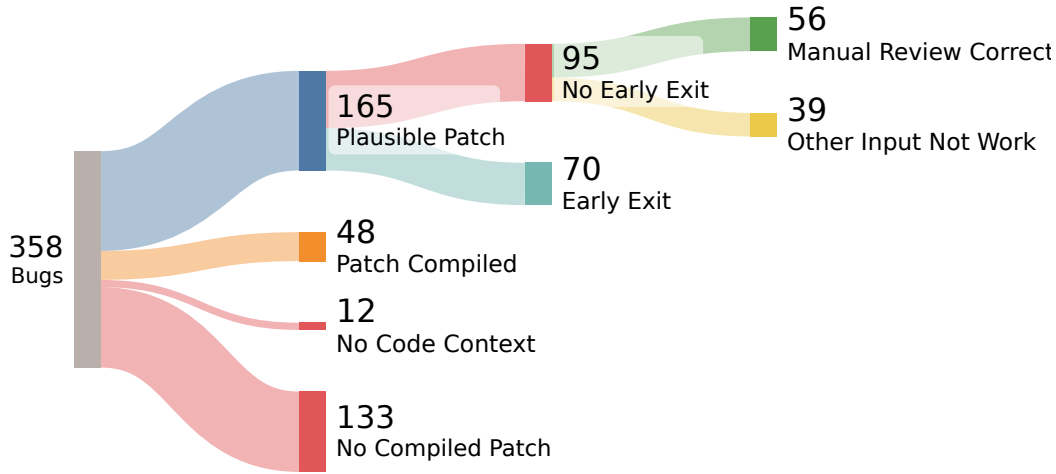 358
Bugs
165
Plausible Patch
48
Patch Compiled
12
No Code Context
133
No Compiled Patch
95
No Early Exit
70
Early Exit
56
Manual Review Correct
39
Other Input Not Work